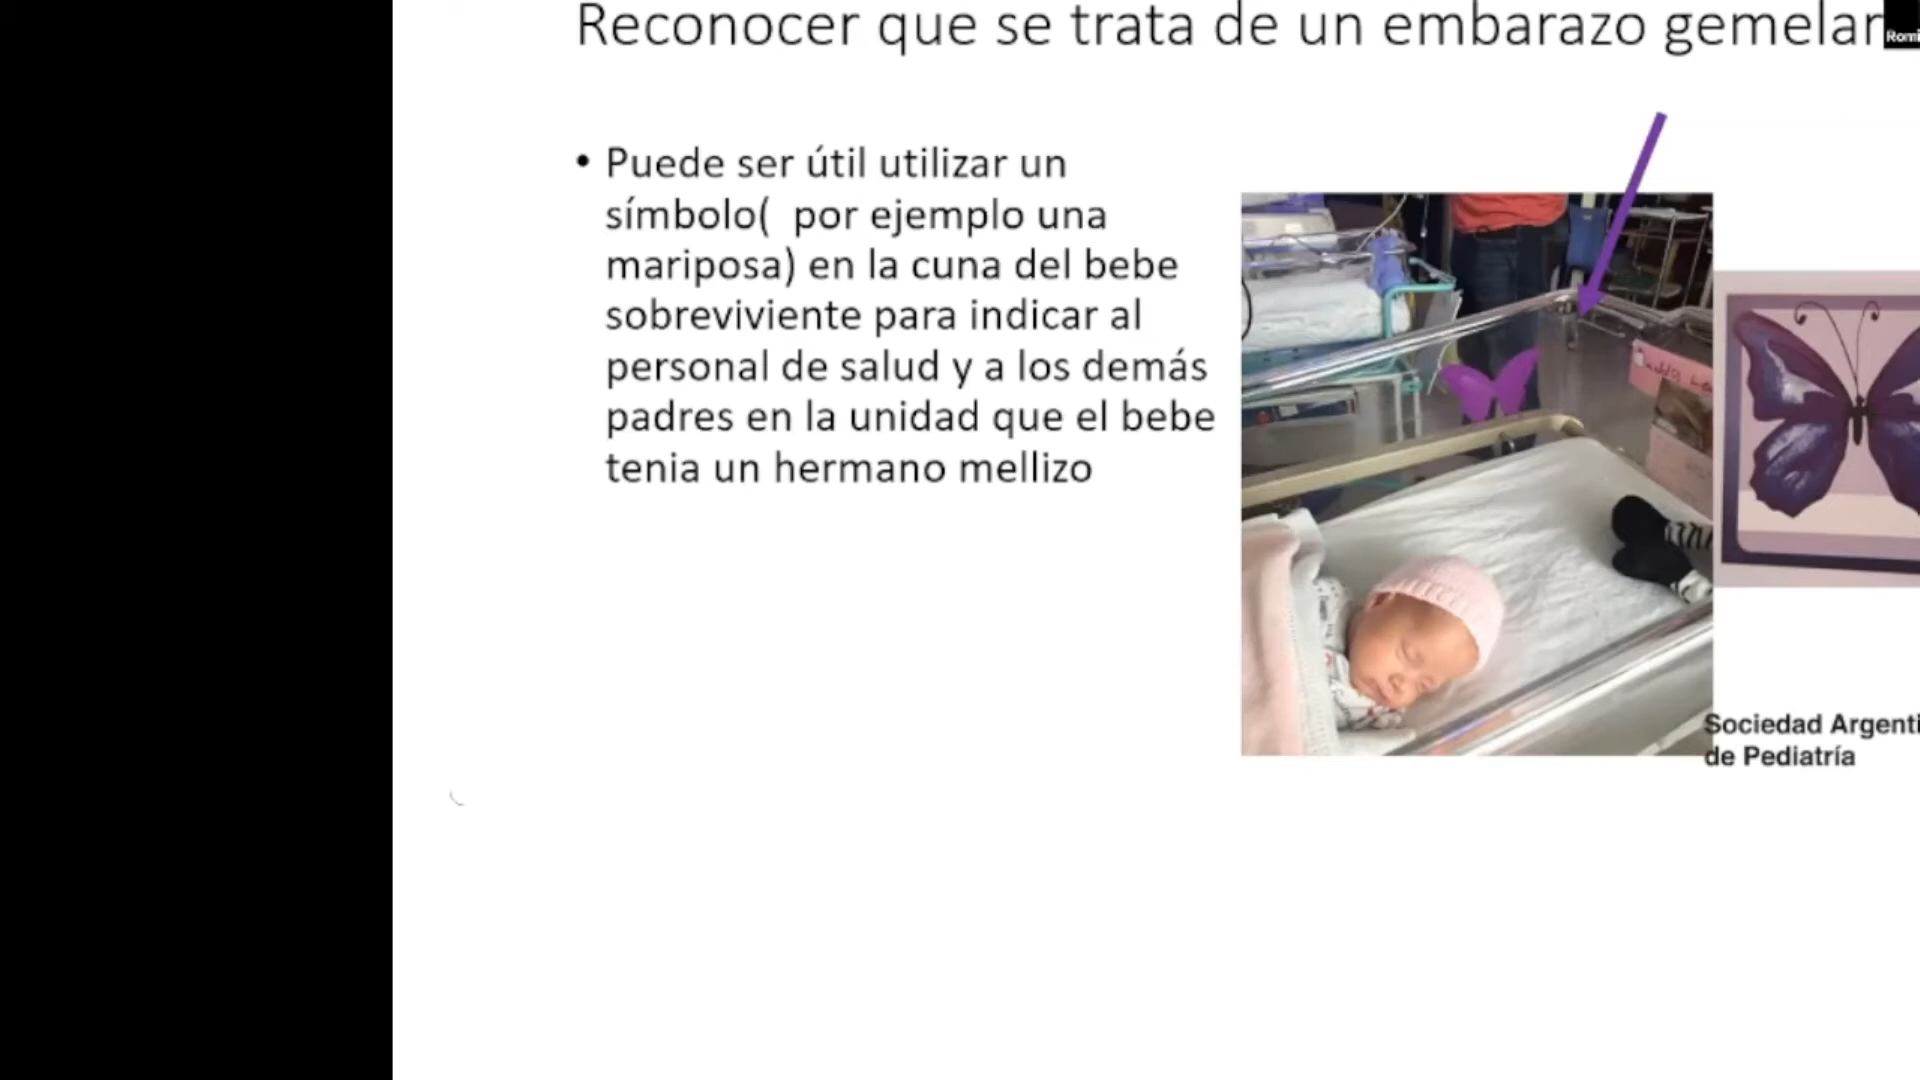 Reconocer que se trata de un embarazo gemelar
Romi
• Puede ser útil utilizar un
símbolo(  por ejemplo una
mariposa) en la cuna del bebe
sobreviviente para indicar al
personal de salud y a los demás
padres en la unidad que el bebe
tenia un hermano mellizo
Sociedad Argenti
de Pediatría